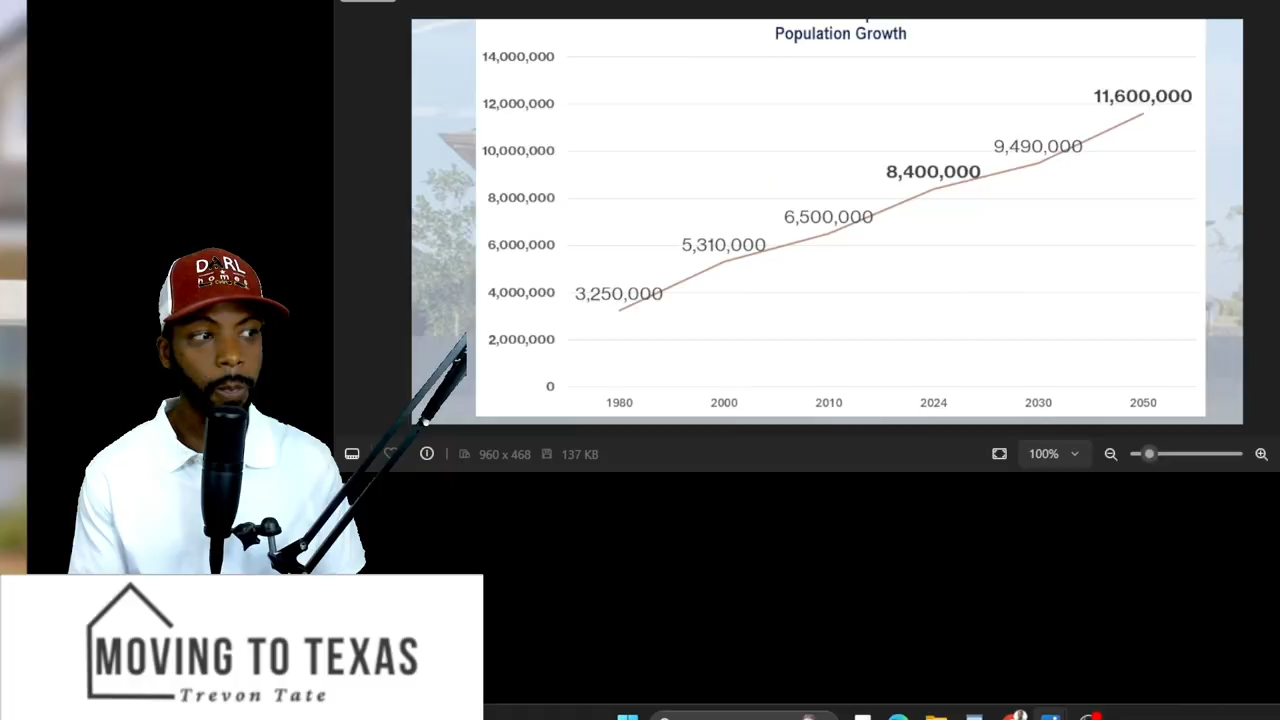 Population Growth
14,000,000
12,000,000
10,000,000
8,000,000
6,000,000
4,000,000
2,000,000
0
3,250,000
5,310,000
6,500,000
8,400,000
9,490,000
11,600,000
1980 2000 2010 2024 2030 2050
960 x 468 137 KB
100%
DARL
homes
MOVING TO TEXAS
Trevon Tate